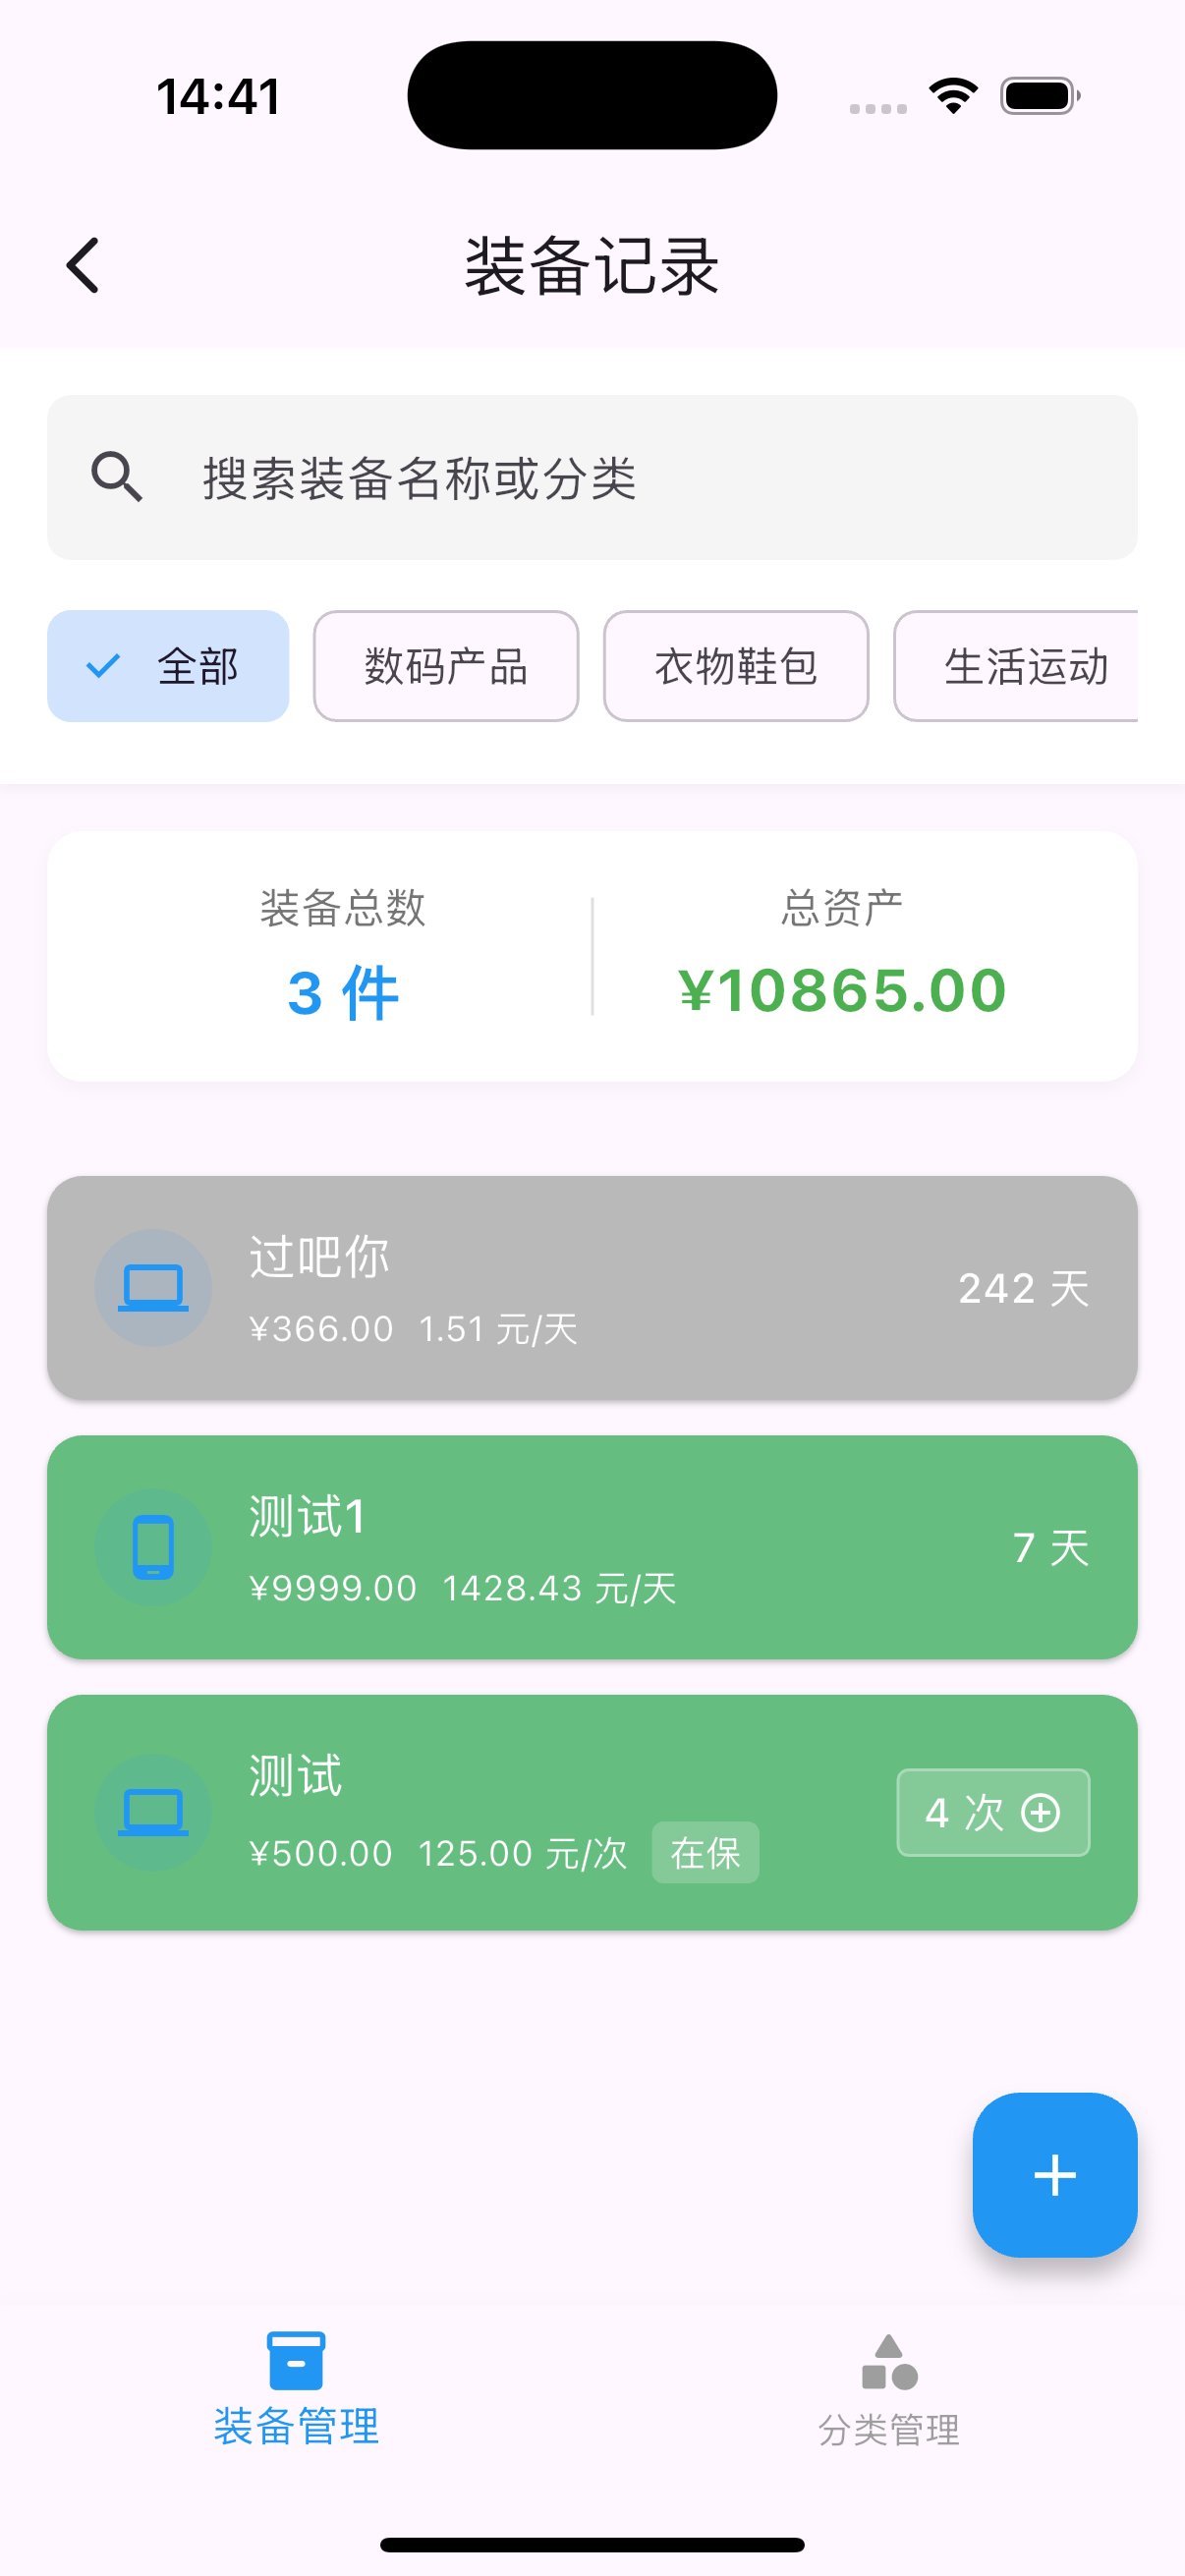 14:41
装备记录
搜索装备名称或分类
全部 数码产品 衣物鞋包 生活运动
装备总数 总资产
3 件 ¥10865.00
过吧你
¥366.00 1.51 元/天
242 天
测试1
¥9999.00 1428.43 元/天
7 天
测试
¥500.00 125.00 元/次 在保
4 次
装备管理 分类管理